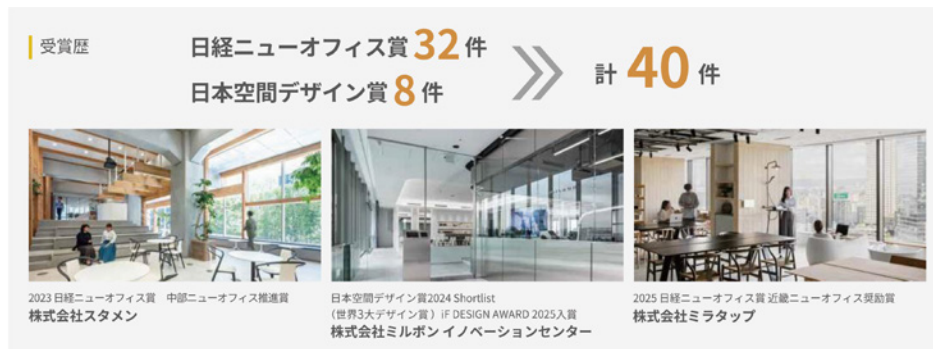 受賞歴
日経ニューオフィス賞 32 件
日本空間デザイン賞 8 件
計 40 件
2023 日経ニューオフィス賞　中部ニューオフィス推進賞
株式会社スタメン
日本空間デザイン賞2024 Shortlist
（世界3大デザイン賞）iF DESIGN AWARD 2025入賞
株式会社ミルボン イノベーションセンター
2025 日経ニューオフィス賞 近畿ニューオフィス奨励賞
株式会社ミラタップ